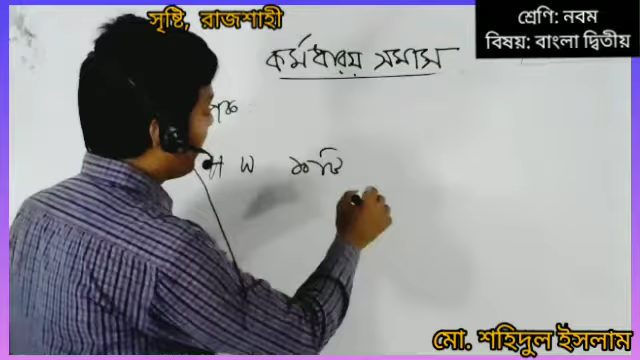 সৃষ্টি, রাজশাহী
শ্রেণি: নবম
বিষয়: বাংলা দ্বিতীয়
কর্মধারয় সমাস
মো. শহিদুল ইসলাম